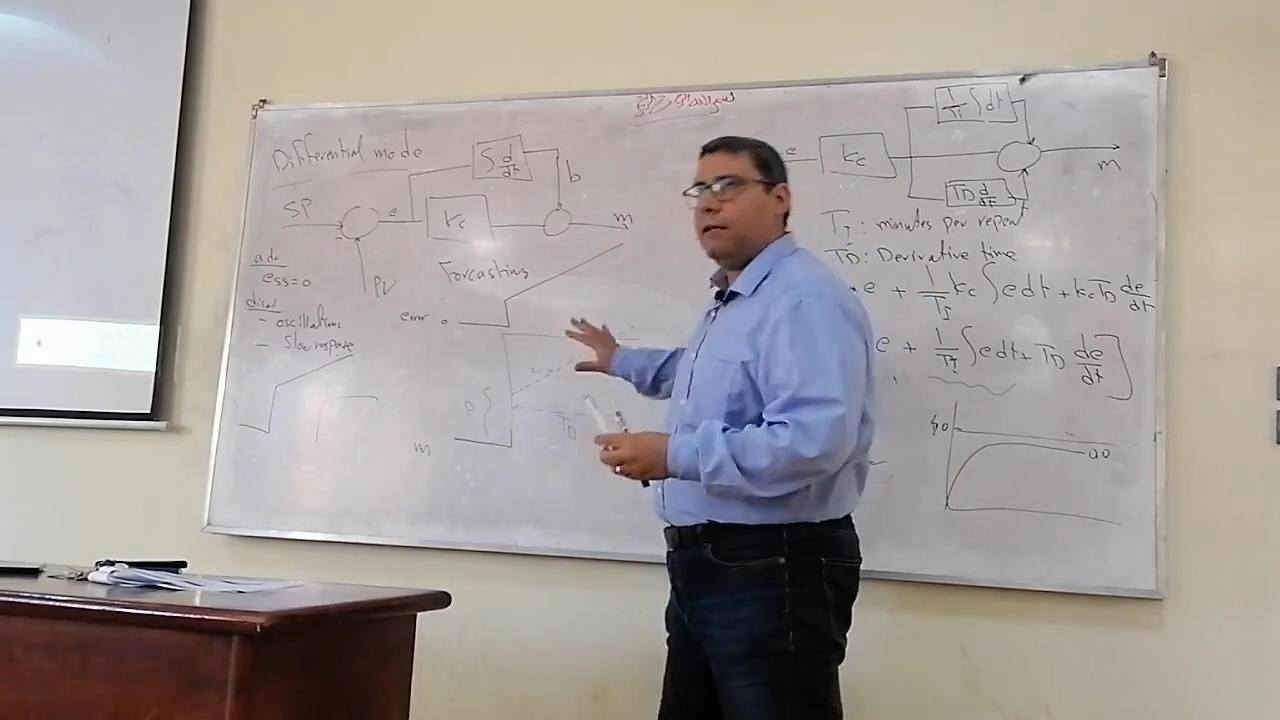 Differential mode
SP
e
∫ d/dt
kc
b
m
PV
adv
ess=0
disad
- oscillations
- Slow response
Forcasting
error
o
P
TD
m
e
kc
1/TI ∫dt
TD d/dt
m
TI : minutes per repeat
TD: Derivative time
e + 1/TI kc ∫edt + kc TD de/dt
e + 1/TI ∫edt + TD de/dt ]